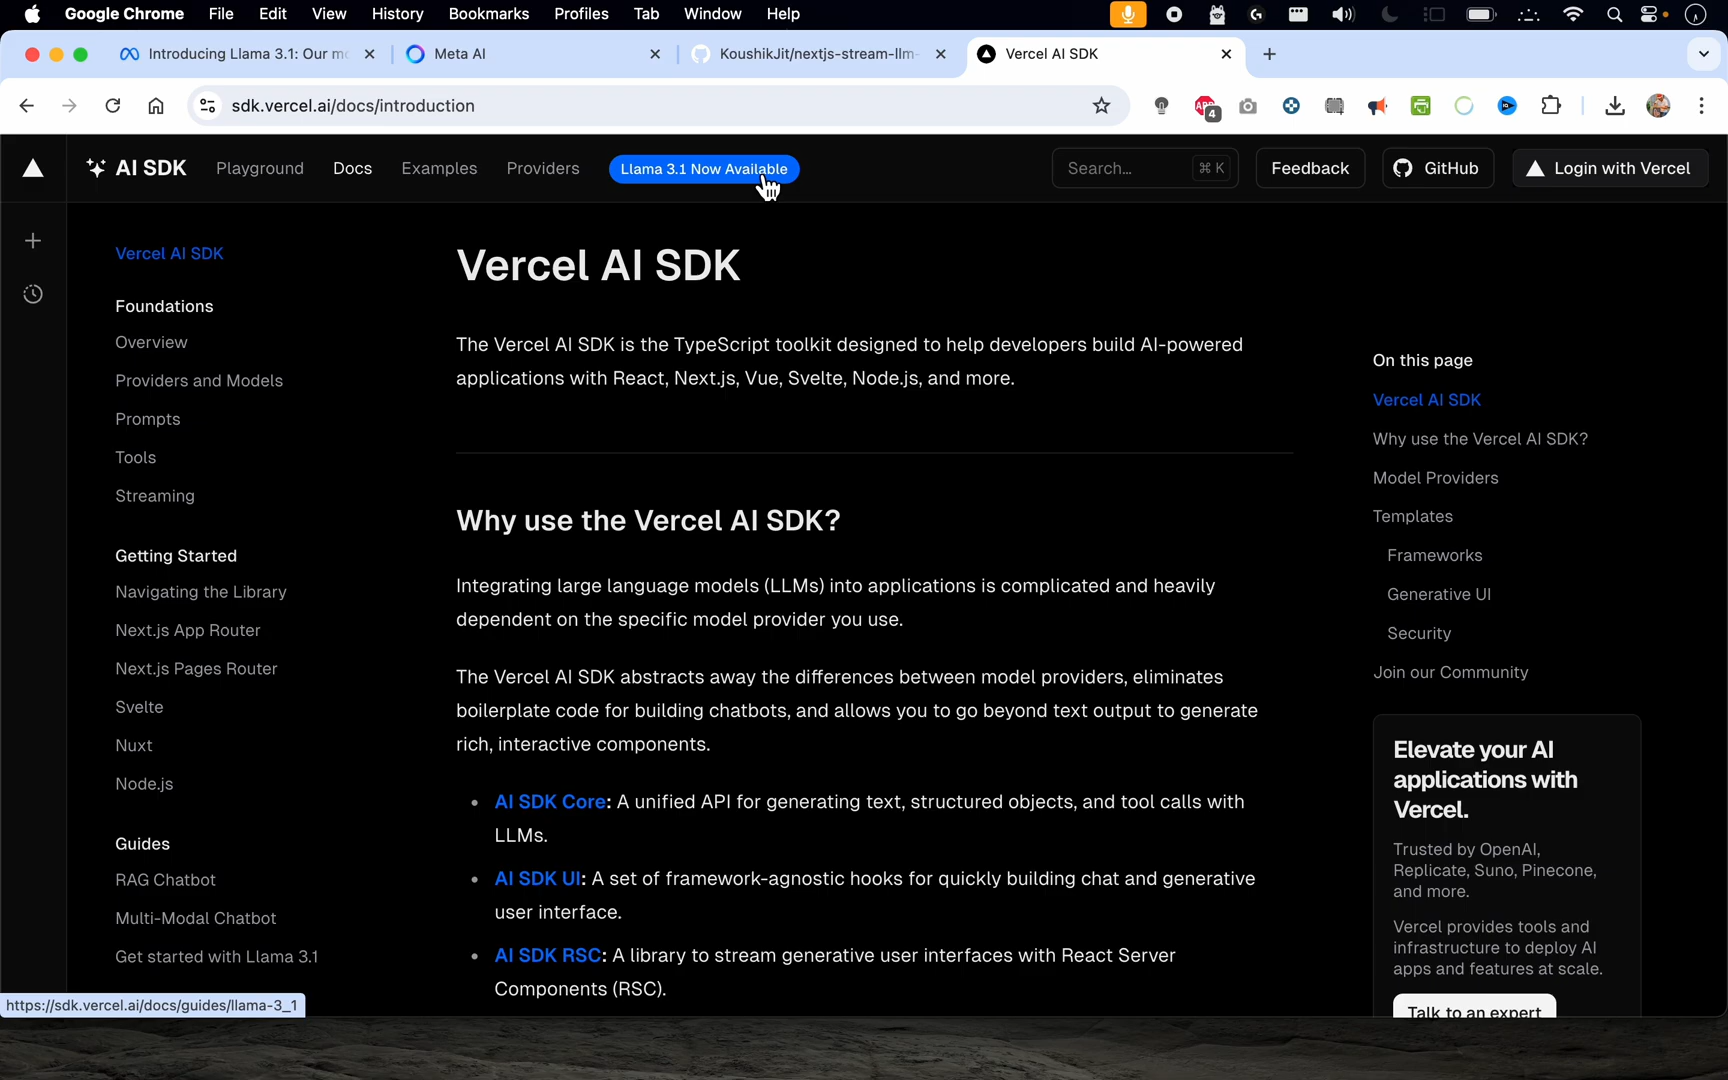 Google Chrome File Edit View History Bookmarks Profiles Tab Window Help
Introducing Llama 3.1: Our mo
Meta AI
KoushikJit/nextjs-stream-llm-
Vercel AI SDK
sdk.vercel.ai/docs/introduction
4
AI SDK
Playground
Docs
Examples
Providers
Llama 3.1 Now Available
Search...
⌘ K
Feedback
GitHub
Login with Vercel
Vercel AI SDK
Foundations
Overview
Providers and Models
Prompts
Tools
Streaming
Getting Started
Navigating the Library
Next.js App Router
Next.js Pages Router
Svelte
Nuxt
Node.js
Guides
RAG Chatbot
Multi-Modal Chatbot
Get started with Llama 3.1
https://sdk.vercel.ai/docs/guides/llama-3_1
Vercel AI SDK
The Vercel AI SDK is the TypeScript toolkit designed to help developers build AI-powered
applications with React, Next.js, Vue, Svelte, Node.js, and more.
Why use the Vercel AI SDK?
Integrating large language models (LLMs) into applications is complicated and heavily
dependent on the specific model provider you use.
The Vercel AI SDK abstracts away the differences between model providers, eliminates
boilerplate code for building chatbots, and allows you to go beyond text output to generate
rich, interactive components.
• AI SDK Core: A unified API for generating text, structured objects, and tool calls with
LLMs.
• AI SDK UI: A set of framework-agnostic hooks for quickly building chat and generative
user interface.
• AI SDK RSC: A library to stream generative user interfaces with React Server
Components (RSC).
On this page
Vercel AI SDK
Why use the Vercel AI SDK?
Model Providers
Templates
Frameworks
Generative UI
Security
Join our Community
Elevate your AI
applications with
Vercel.
Trusted by OpenAI,
Replicate, Suno, Pinecone,
and more.
Vercel provides tools and
infrastructure to deploy AI
apps and features at scale.
Talk to an expert